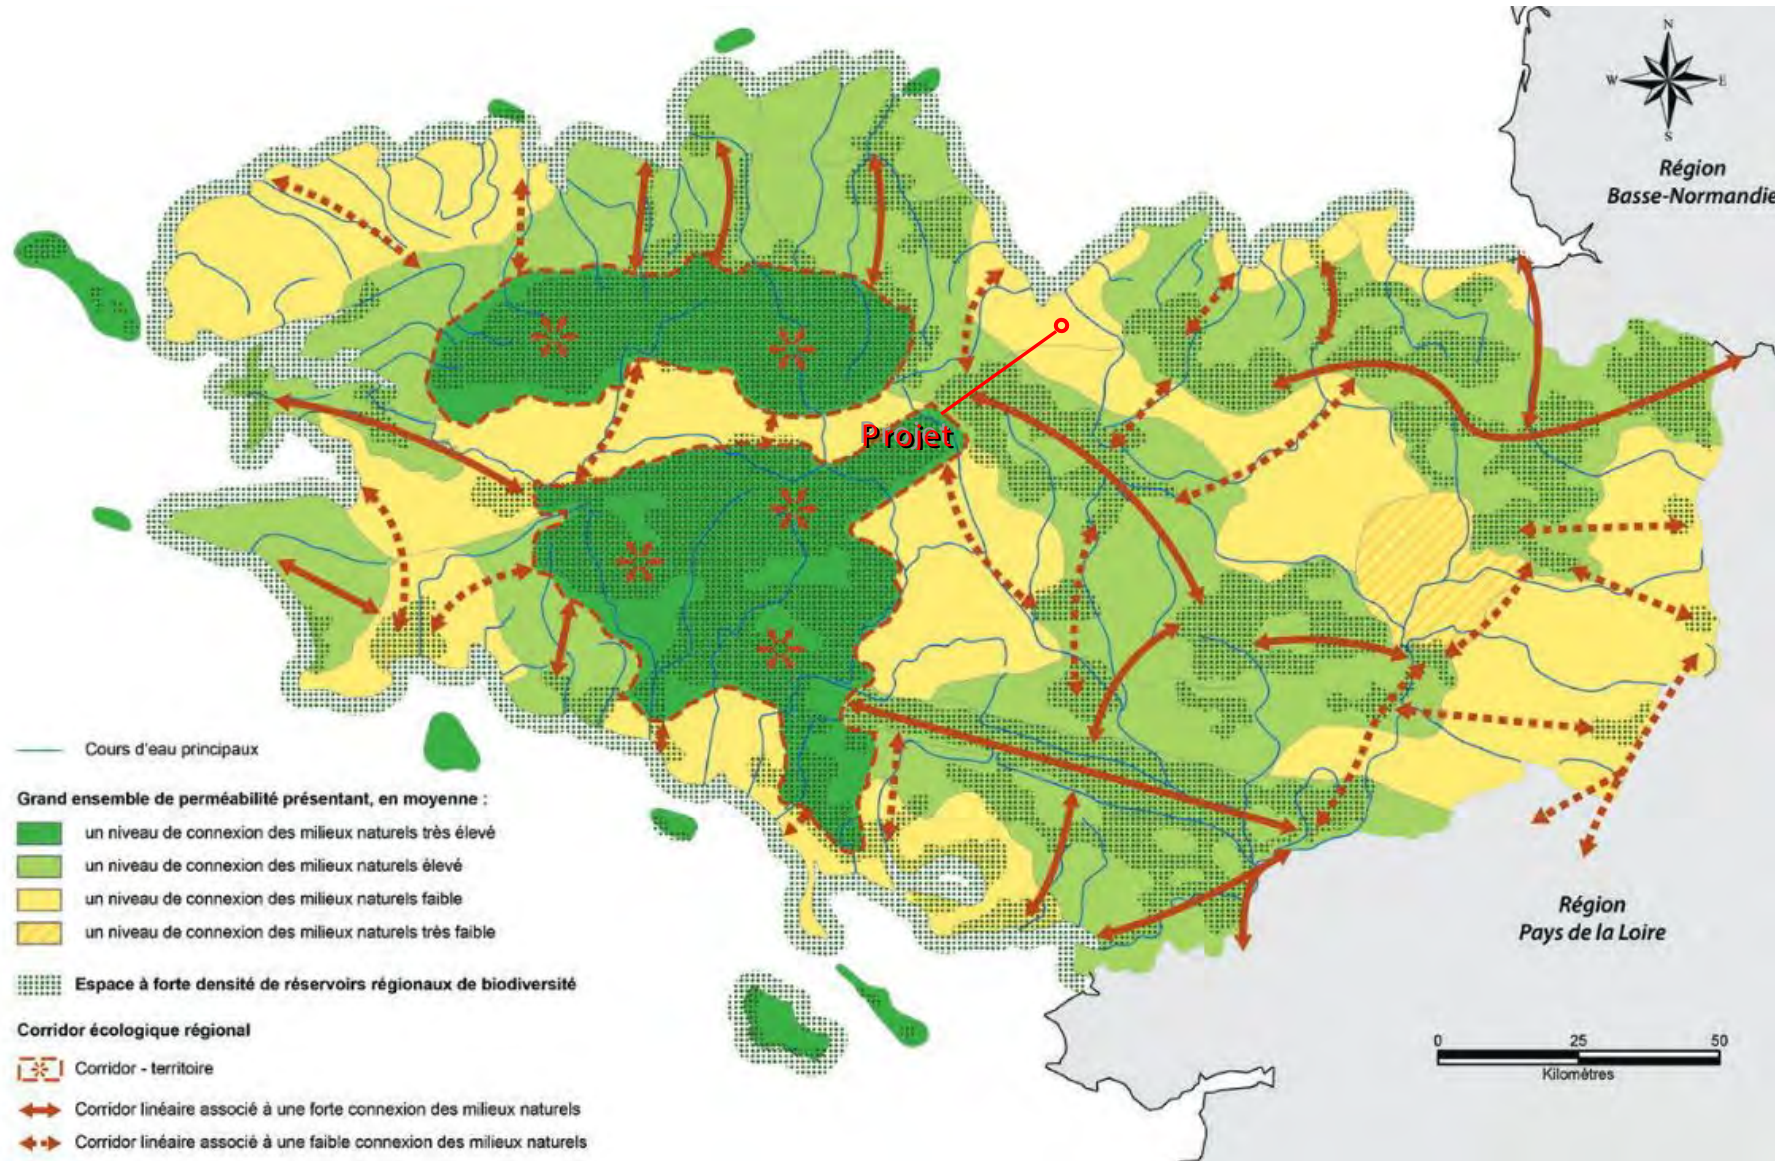 N
W
E
S
Région
Basse-Normandie
Projet
Cours d'eau principaux
Grand ensemble de perméabilité présentant, en moyenne :
un niveau de connexion des milieux naturels très élevé
un niveau de connexion des milieux naturels élevé
un niveau de connexion des milieux naturels faible
un niveau de connexion des milieux naturels très faible
Espace à forte densité de réservoirs régionaux de biodiversité
Corridor écologique régional
Corridor - territoire
Corridor linéaire associé à une forte connexion des milieux naturels
Corridor linéaire associé à une faible connexion des milieux naturels
Région
Pays de la Loire
0 25 50
Kilomètres